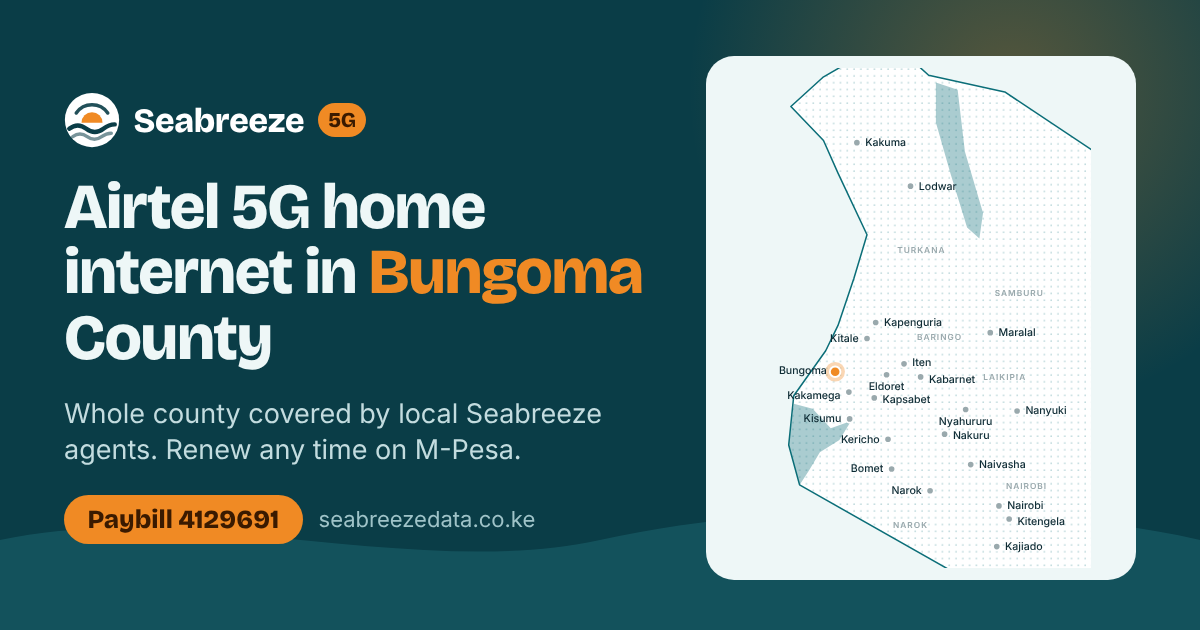 Seabreeze
5G
Airtel 5G home
internet in Bungoma
County
Whole county covered by local Seabreeze
agents. Renew any time on M-Pesa.
Paybill 4129691
seabreezedata.co.ke
Kakuma
Lodwar
TURKANA
SAMBURU
Kapenguria
Maralal
Kitale
BARINGO
Iten
Bungoma
Kabarnet
LAIKIPIA
Eldoret
Kakamega
Kapsabet
Nanyuki
Kisumu
Nyahururu
Nakuru
Kericho
Naivasha
Bomet
NAIROBI
Narok
Nairobi
Kitengela
NAROK
Kajiado